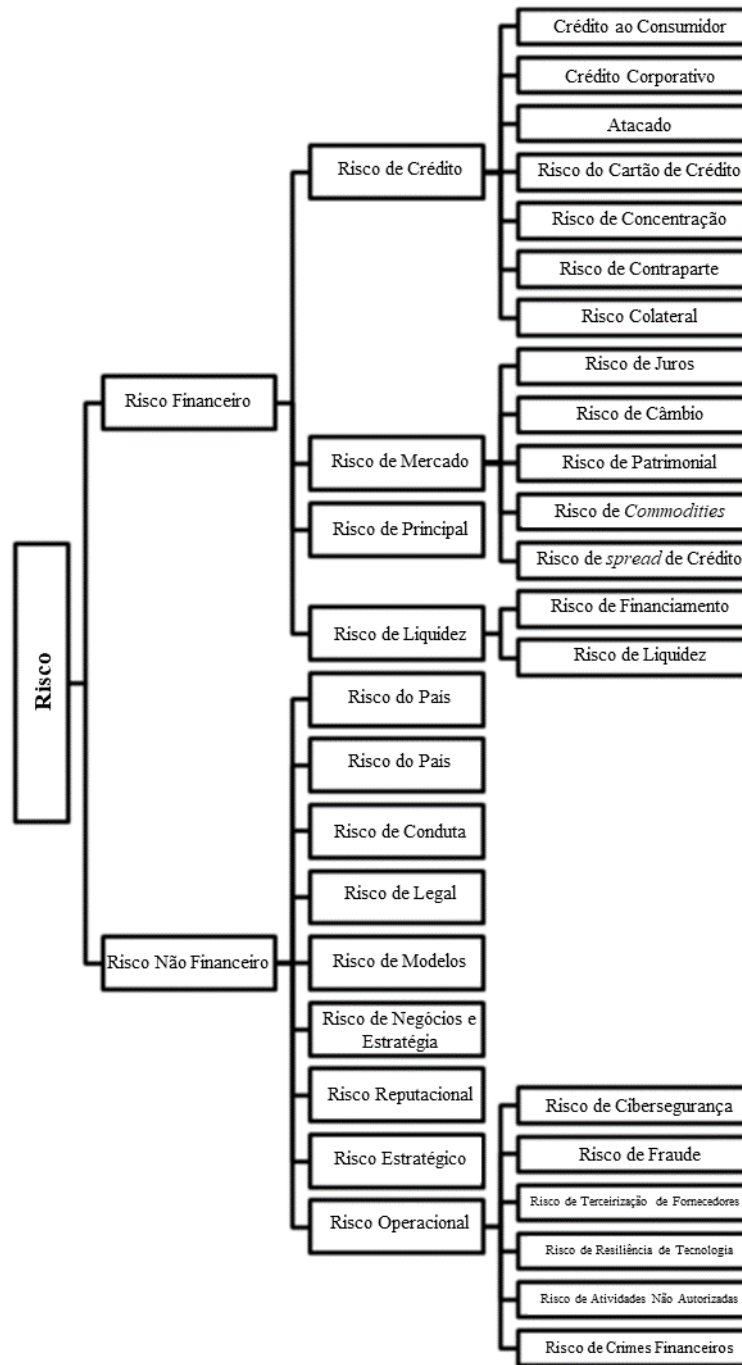 Risco
Risco Financeiro
Risco de Crédito
Crédito ao Consumidor
Crédito Corporativo
Atacado
Risco do Cartão de Crédito
Risco de Concentração
Risco de Contraparte
Risco Colateral
Risco de Mercado
Risco de Juros
Risco de Câmbio
Risco de Patrimonial
Risco de Commodities
Risco de spread de Crédito
Risco de Principal
Risco de Liquidez
Risco de Financiamento
Risco de Liquidez
Risco Não Financeiro
Risco do Pais
Risco do Pais
Risco de Conduta
Risco de Legal
Risco de Modelos
Risco de Negócios e
Estratégia
Risco Reputacional
Risco Estratégico
Risco Operacional
Risco de Cibersegurança
Risco de Fraude
Risco de Terceirização de Fornecedores
Risco de Resiliência de Tecnologia
Risco de Atividades Não Autorizadas
Risco de Crimes Financeiros